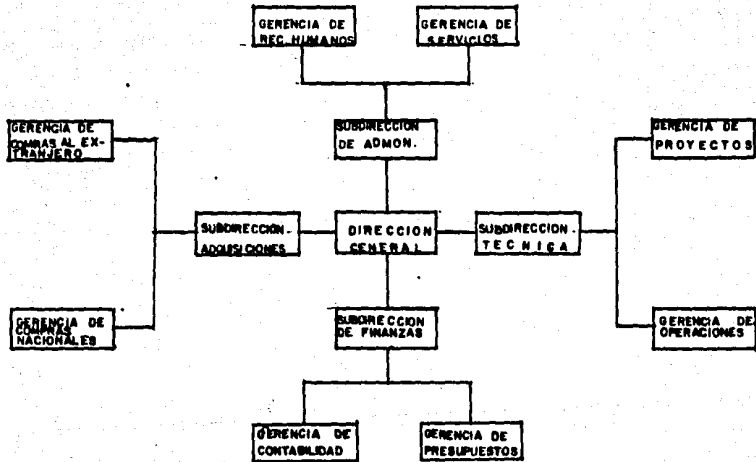 GERENCIA DE
REC. HUMANOS
GERENCIA DE
SERVICIOS
GERENCIA DE
COMRAS AL EX-
TRANJERO
SUBDIRECCION
DE ADMON.
GERENCIA DE
PROYECTOS
SUBDIRECCION.
ADQUISICIONES
DIRECCION
GENERAL
SUBDIRECCION.
TECNICA
GERENCIA DE
COMPRAS
NACIONALES
SUBDIRECCION
DE FINANZAS
GERENCIA DE
OPERACIONES
GERENCIA DE
CONTABILIDAD
GERENCIA DE
PRESUPUESTOS